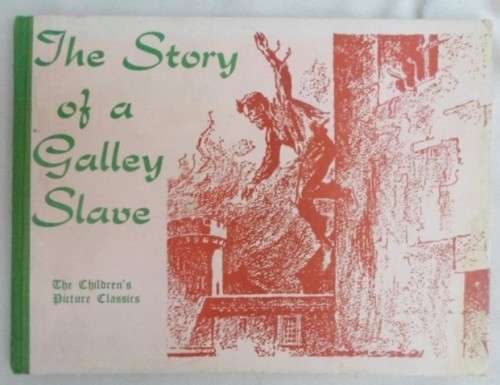 The Story
of a
Galley
Slave
The Children's
Picture Classics